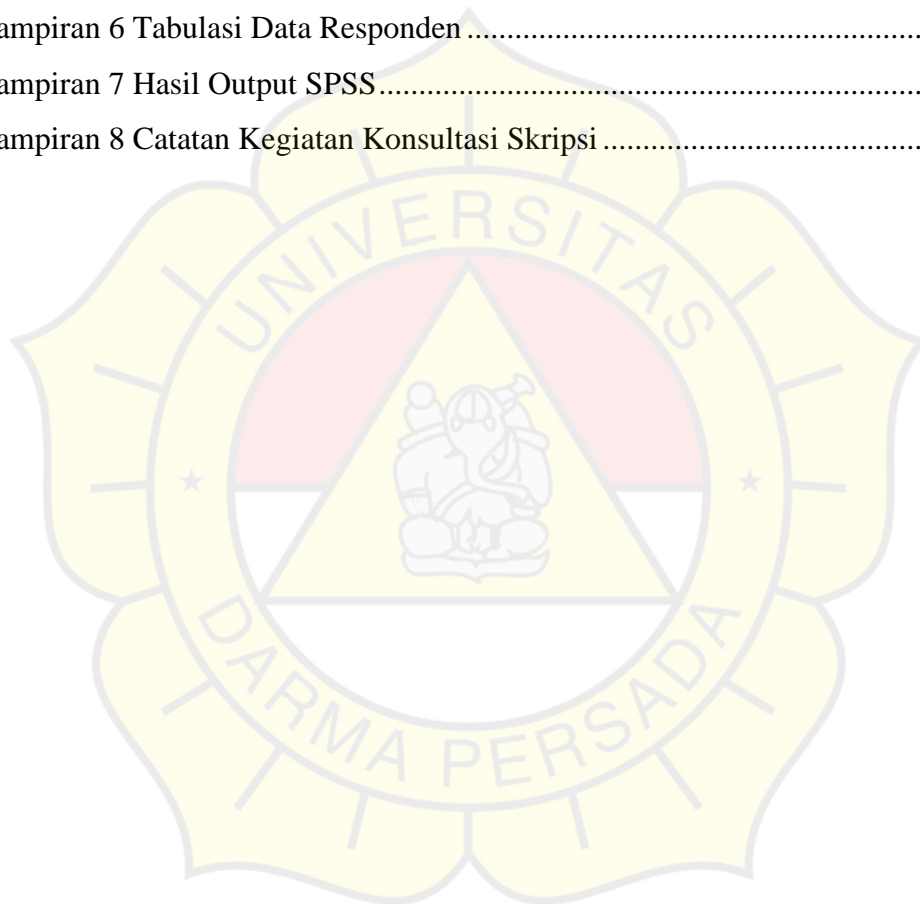 ampiran 6 Tabulasi Data Responden ........................................................
ampiran 7 Hasil Output SPSS...................................................................
ampiran 8 Catatan Kegiatan Konsultasi Skripsi .......................................
UNIVERSITAS
DARMA PERSADA